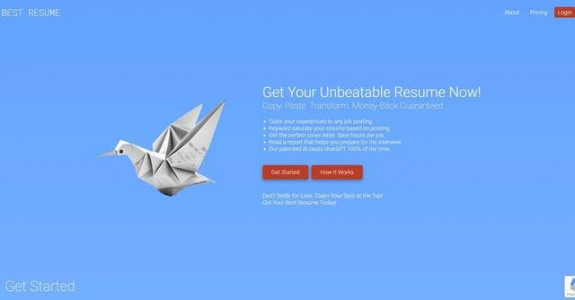 BEST RESUME
About Pricing Login
Get Your Unbeatable Resume Now!
Copy. Paste. Transform. Money-Back Guaranteed
Tailor your experiences to any job posting.
Keyword saturate your resume based on posting.
Get the perfect cover letter. Save hours per job.
Read a report that helps you prepare for the interview.
Our patented AI beats chatGPT 100% of the time.
Get Started How It Works
Don't Settle for Less, Claim Your Spot at the Top!
Get Your Best Resume Today!
Get Started